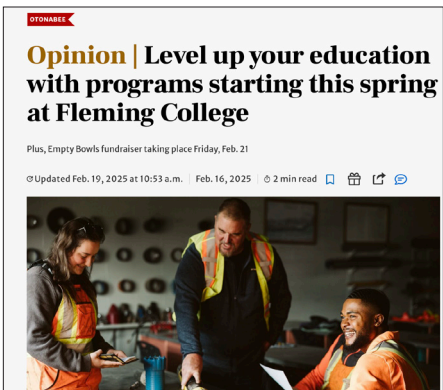 OTONABEE
Opinion | Level up your education
with programs starting this spring
at Fleming College
Plus, Empty Bowls fundraiser taking place Friday, Feb. 21
Updated Feb. 19, 2025 at 10:53 a.m. Feb. 16, 2025 2 min read